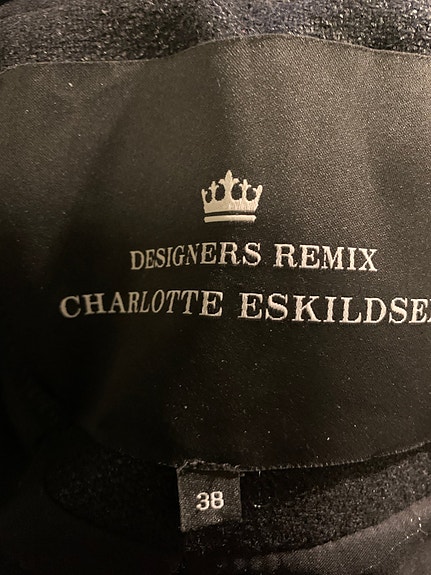 DESIGNERS REMIX
CHARLOTTE ESKILDSE
38